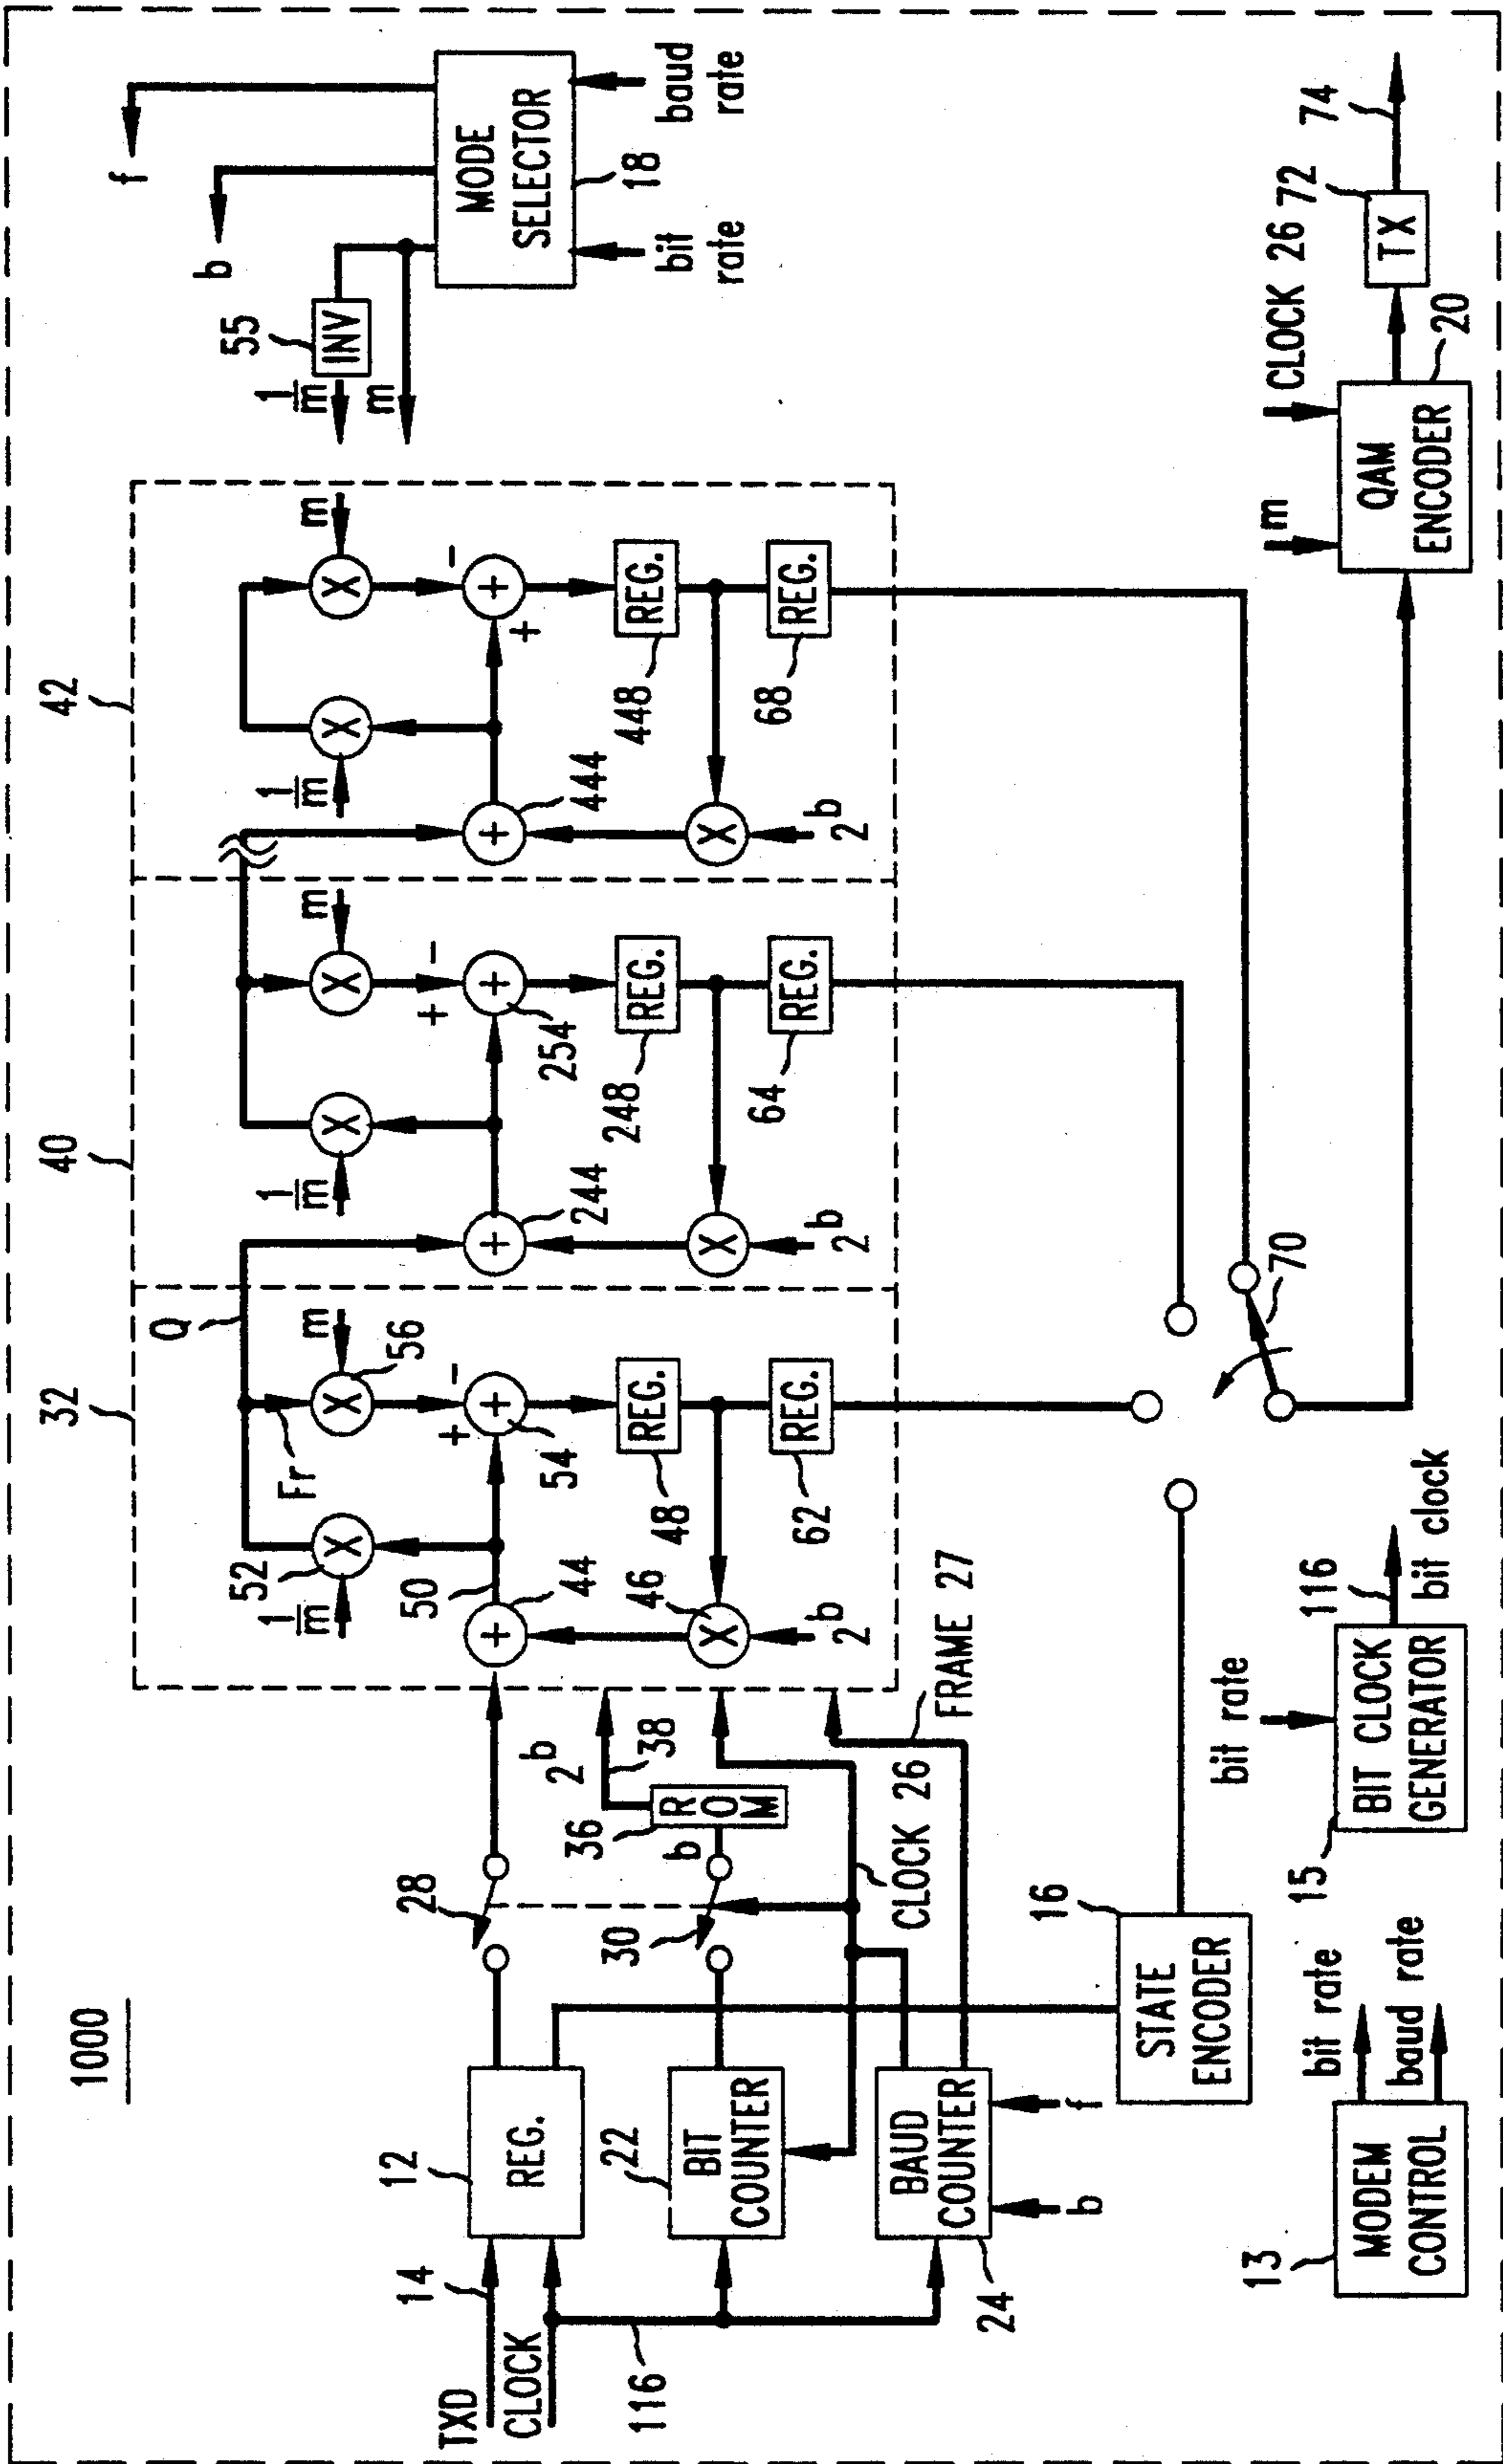 1000
TXD
14
CLOCK
116
12
REG.
22
BIT
COUNTER
24
BAUD
COUNTER
b
f
28
30
b
36
ROM
2^b
38
CLOCK 26
FRAME 27
32
1/m
52
Fr
Q
m
56
50
44
+
+
-
+
54
X
X
X
46
2^b
REG.
48
REG.
62
40
1/m
X
m
X
244
+
+
-
+
254
X
2^b
REG.
248
REG.
64
42
1/m
X
m
X
444
+
+
-
+
X
2^b
REG.
448
REG.
68
1/m
m
55
INV
b
f
MODE
SELECTOR
18
bit
rate
baud
rate
13
MODEM
CONTROL
bit rate
baud rate
16
STATE
ENCODER
15
BIT CLOCK
GENERATOR
bit rate
116
bit clock
70
m
CLOCK 26
QAM
ENCODER
20
TX
72
74